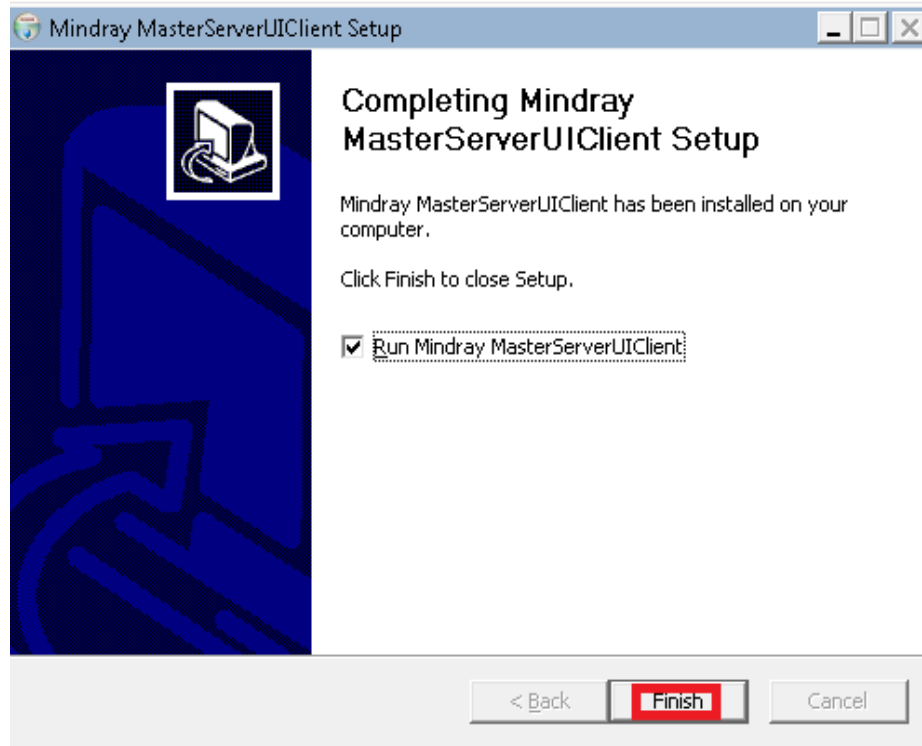 Mindray MasterServerUIClient Setup
Completing Mindray
MasterServerUIClient Setup
Mindray MasterServerUIClient has been installed on your
computer.
Click Finish to close Setup.
Run Mindray MasterServerUIClient
< Back
Finish
Cancel